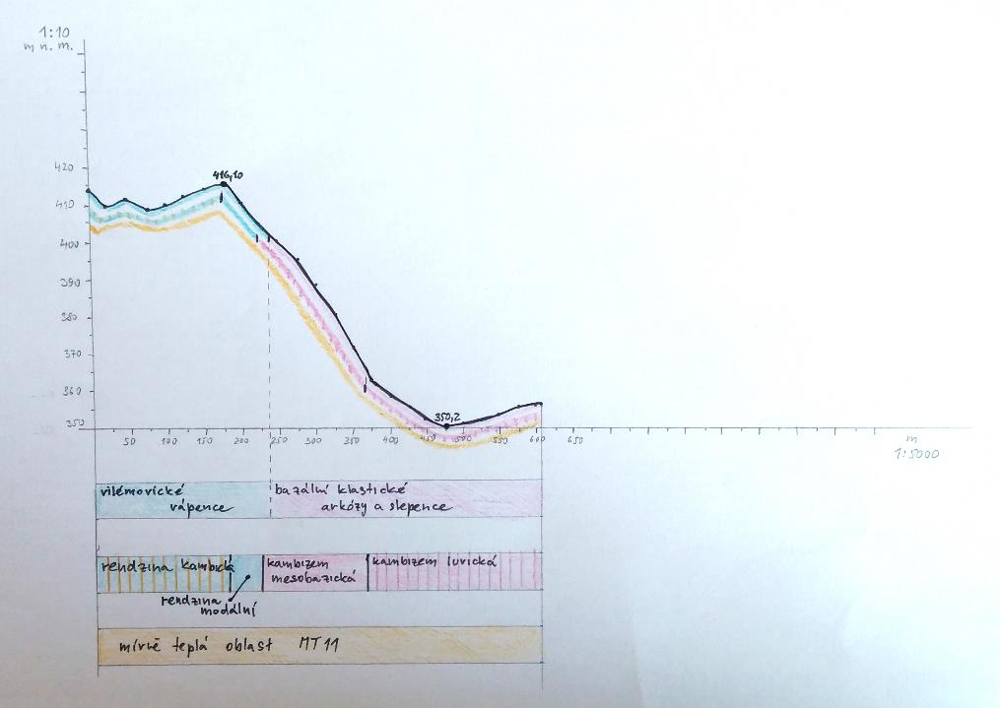 1:10
m n. m.
420
410
400
390
380
370
360
350
416,10
350,2
50 100 150 200 250 300 350 400 450 500 550 600 650
m
1:5000
vilémovické
vápence
bazální klastické
arkózy a slepence
rendzina kambická
rendzina
modální
kambizem
mesobazická
kambizem luvická
mírně teplá oblast MT11